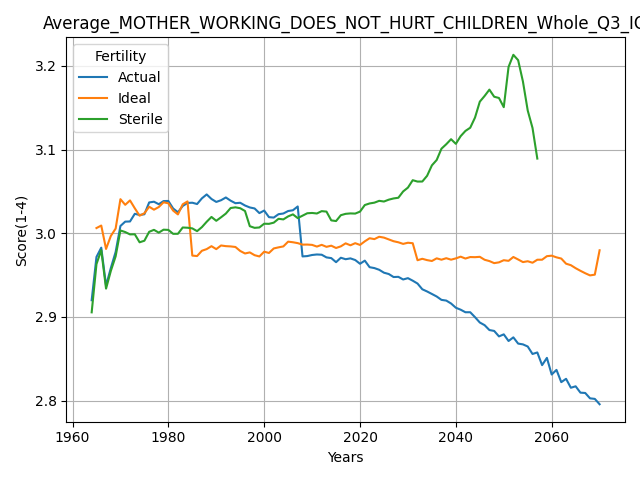 Average_MOTHER_WORKING_DOES_NOT_HURT_CHILDREN_Whole_Q3_IC
Fertility
Actual
Ideal
Sterile
Score(1-4)
3.2
3.1
3.0
2.9
2.8
1960 1980 2000 2020 2040 2060
Years